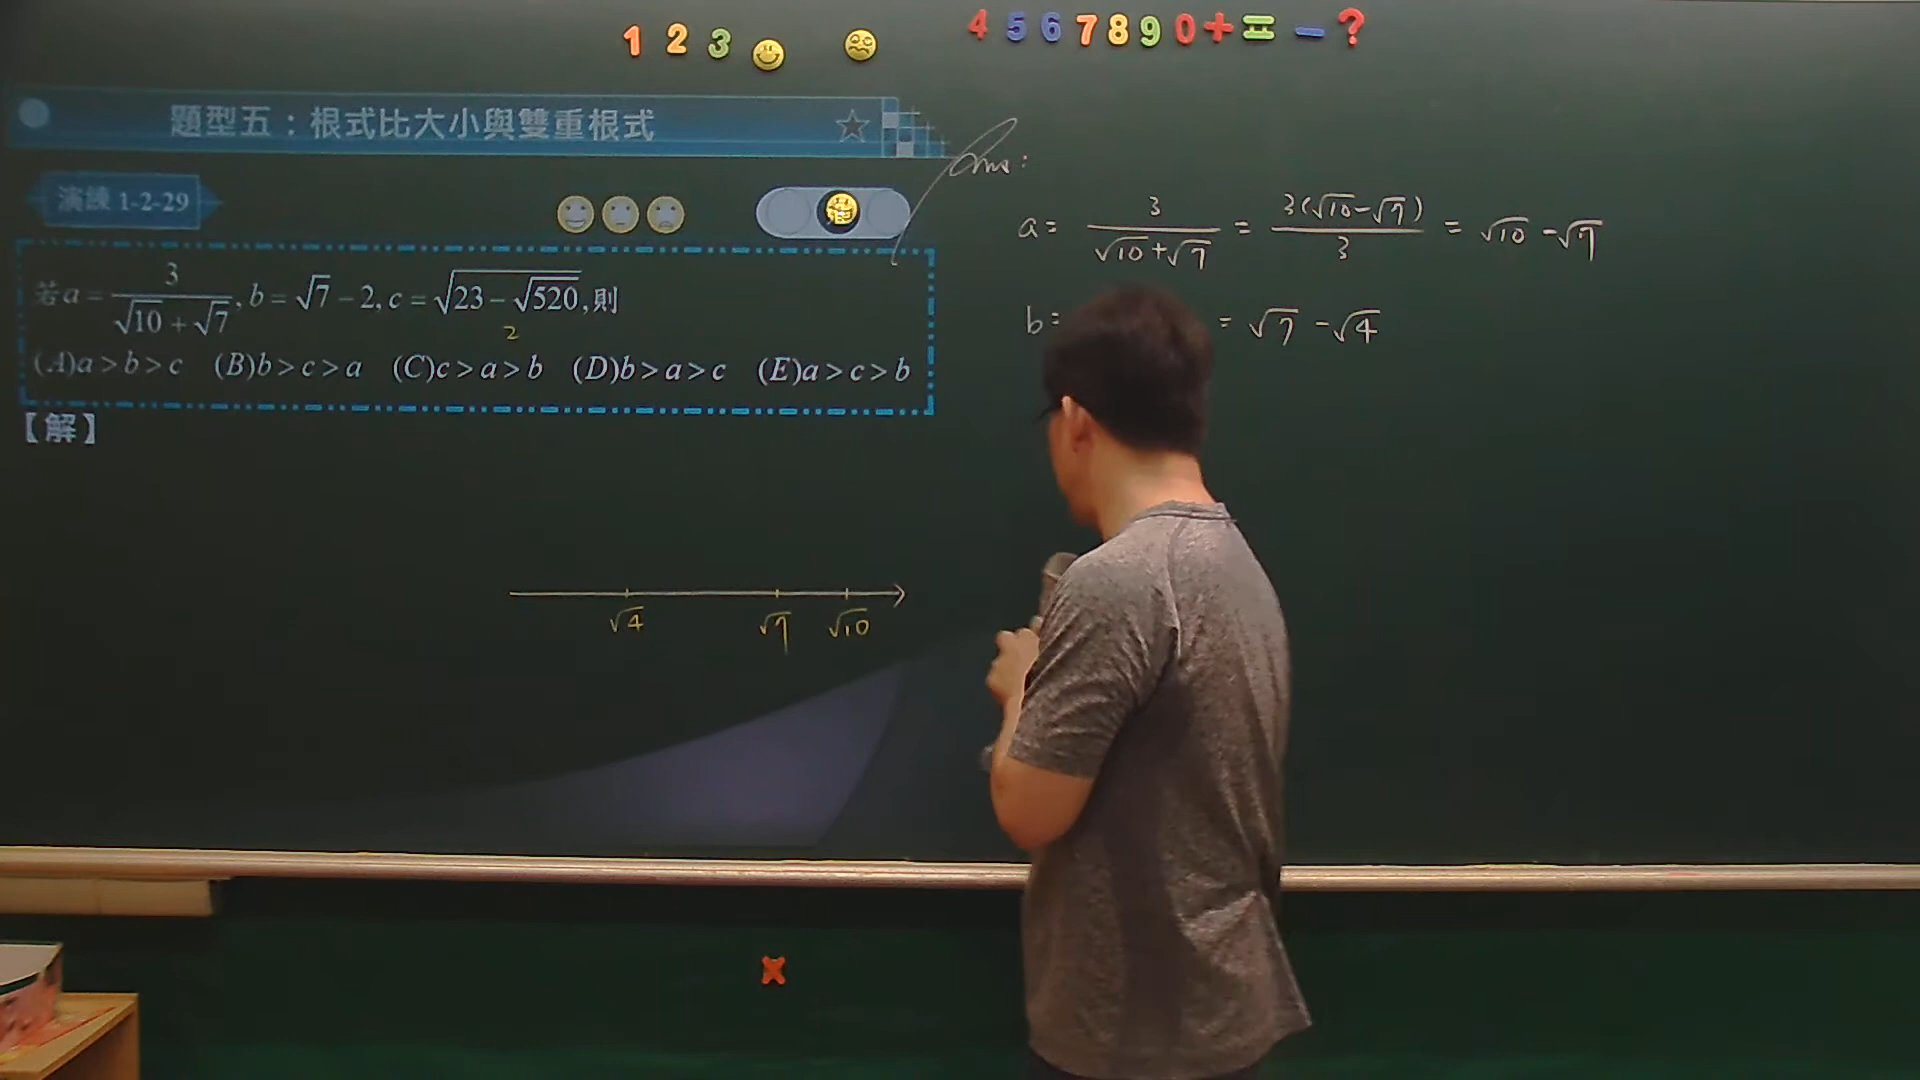 1 2 3 4 5 6 7 8 9 0 + = − ?
題型五：根式比大小與雙重根式
演練 1-2-29
若 a = 3/(√10 + √7), b = √7 − 2, c = √(23 − √520), 則
2
(A)a > b > c (B)b > c > a (C)c > a > b (D)b > a > c (E)a > c > b
【解】
√4 √7 √10
Ans:
a = 3/(√10 + √7) = 3(√10 − √7)/3 = √10 − √7
b = = √7 − √4
x